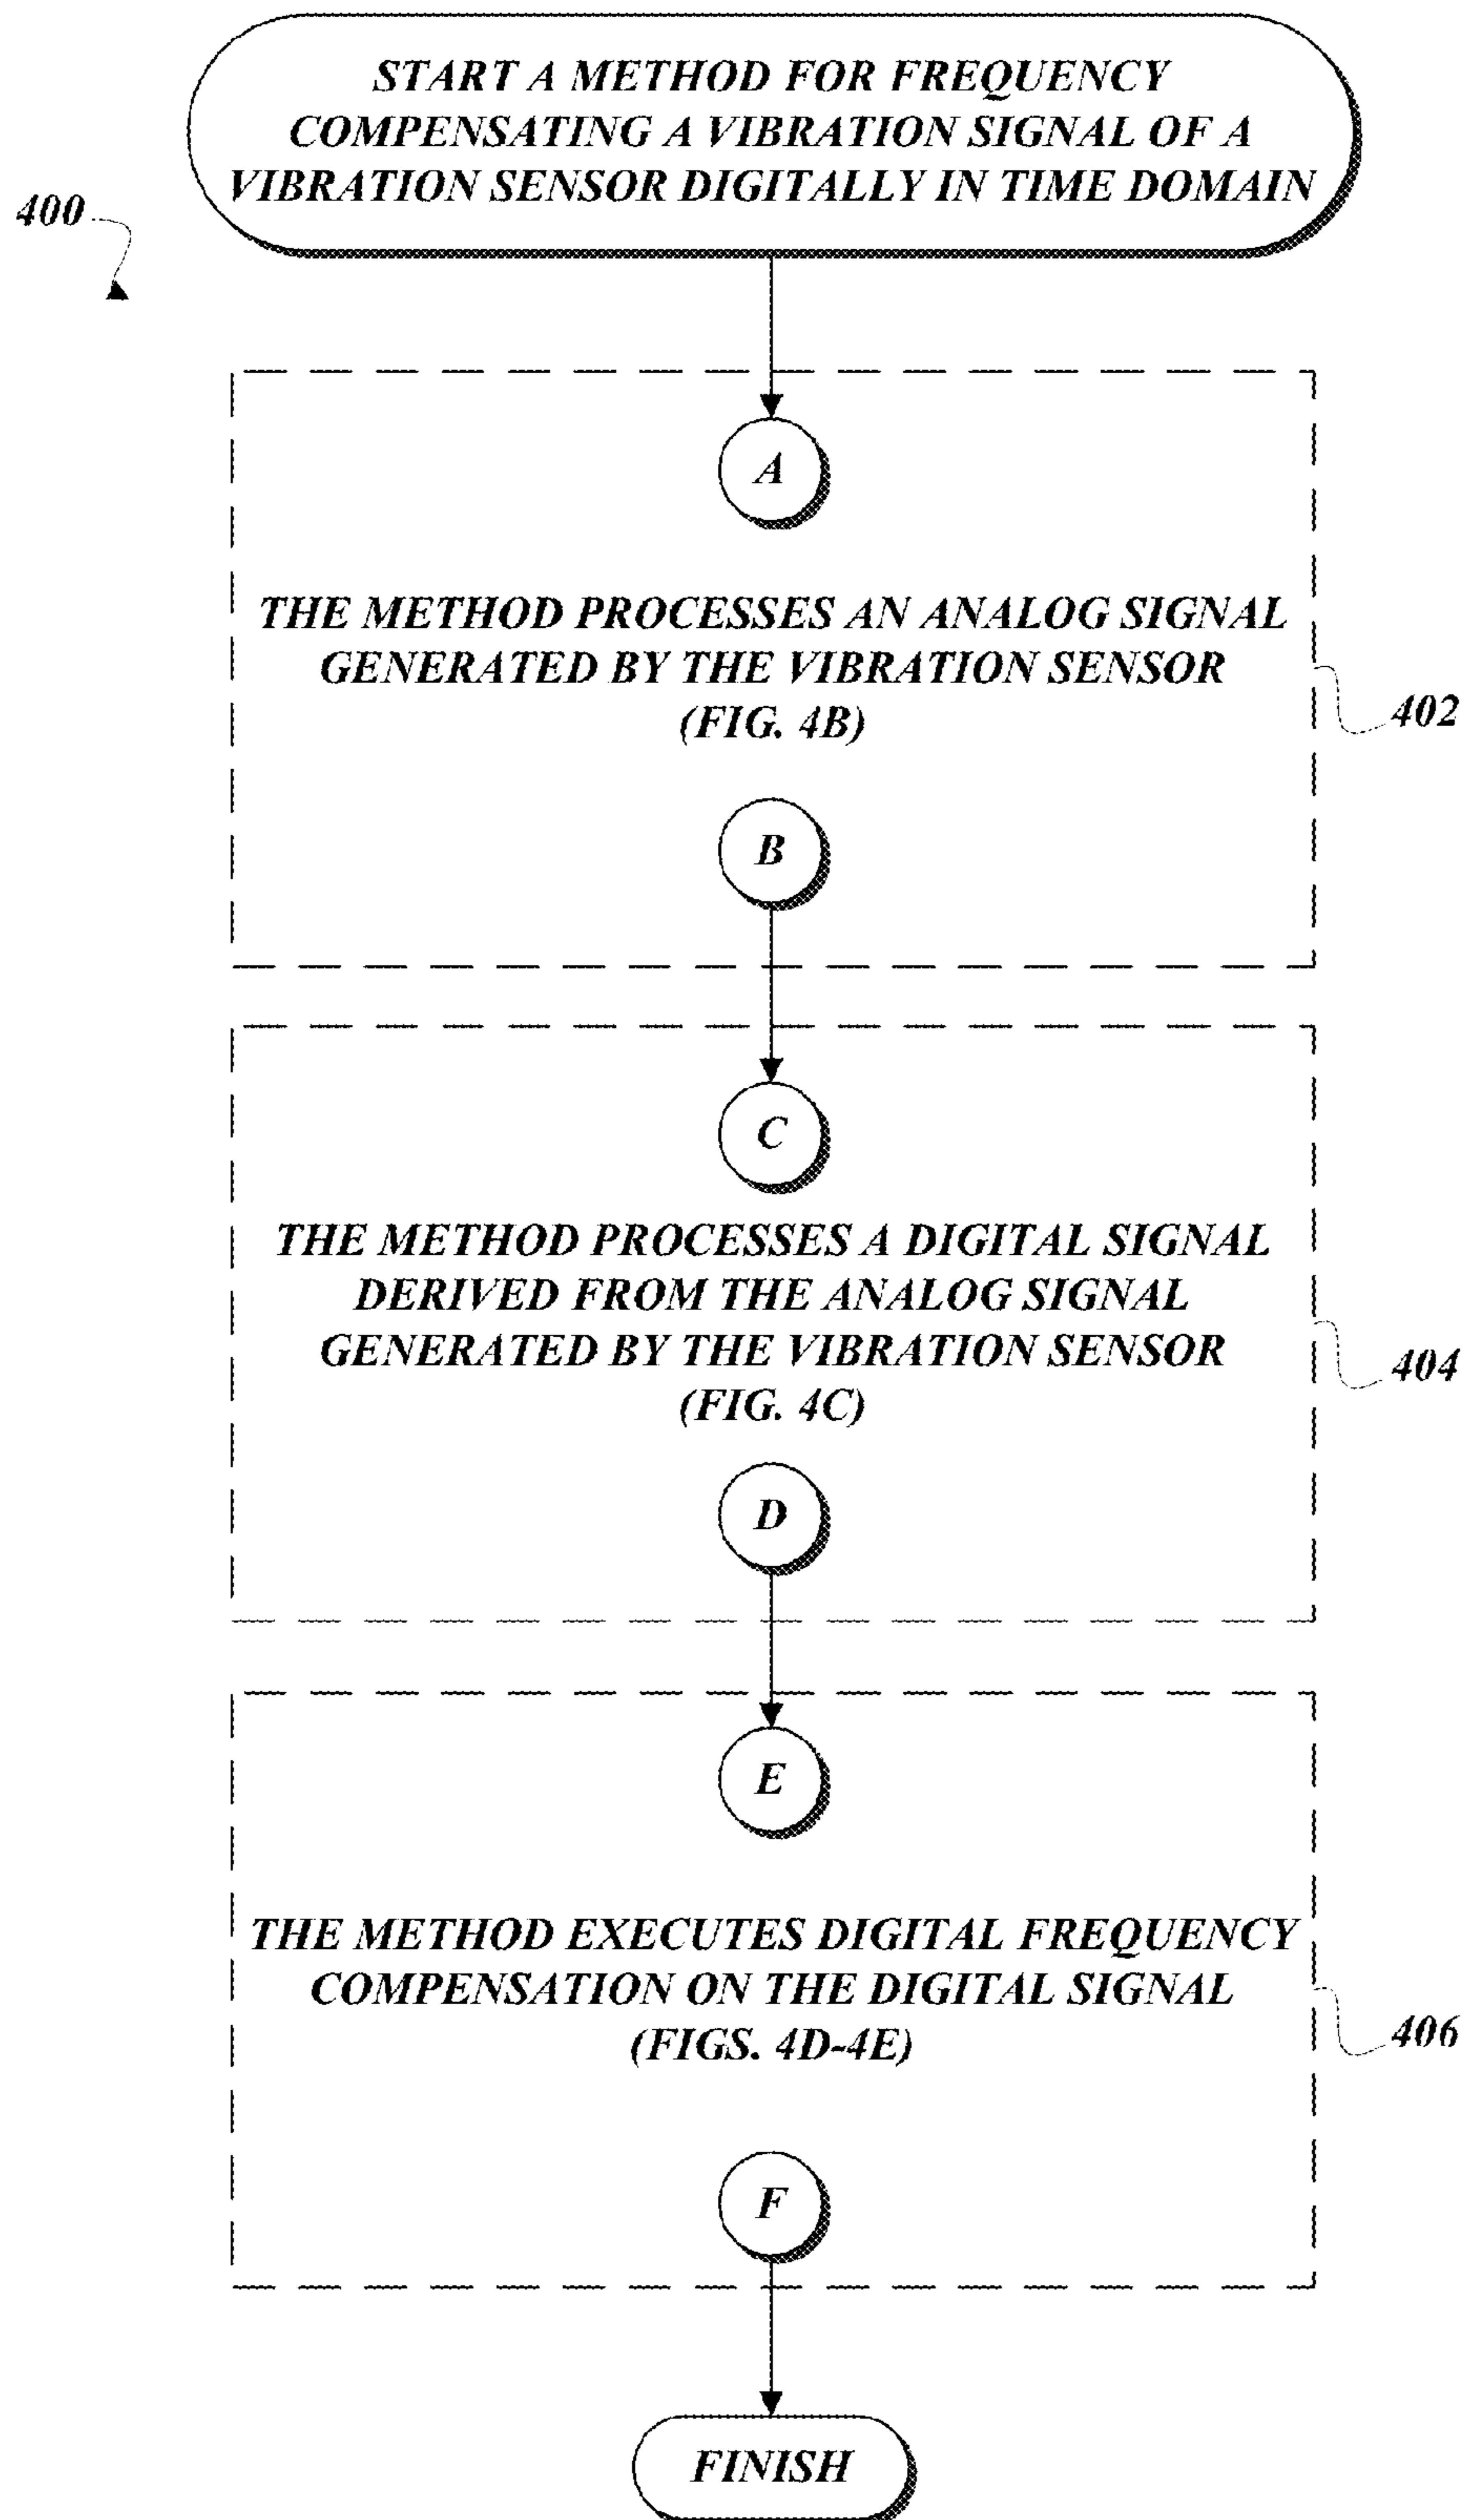 START A METHOD FOR FREQUENCY
COMPENSATING A VIBRATION SIGNAL OF A
VIBRATION SENSOR DIGITALLY IN TIME DOMAIN
400
A
THE METHOD PROCESSES AN ANALOG SIGNAL
GENERATED BY THE VIBRATION SENSOR
(FIG. 4B)
402
B
C
THE METHOD PROCESSES A DIGITAL SIGNAL
DERIVED FROM THE ANALOG SIGNAL
GENERATED BY THE VIBRATION SENSOR
(FIG. 4C)
404
D
E
THE METHOD EXECUTES DIGITAL FREQUENCY
COMPENSATION ON THE DIGITAL SIGNAL
(FIGS. 4D-4E)
406
F
FINISH